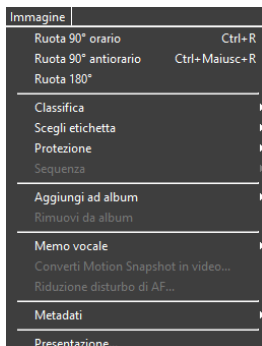 Immagine
Ruota 90° orario Ctrl+R
Ruota 90° antiorario Ctrl+Maiusc+R
Ruota 180°
Classifica
Scegli etichetta
Protezione
Sequenza
Aggiungi ad album
Rimuovi da album
Memo vocale
Converti Motion Snapshot in video...
Riduzione disturbo di AF...
Metadati
Presentazione